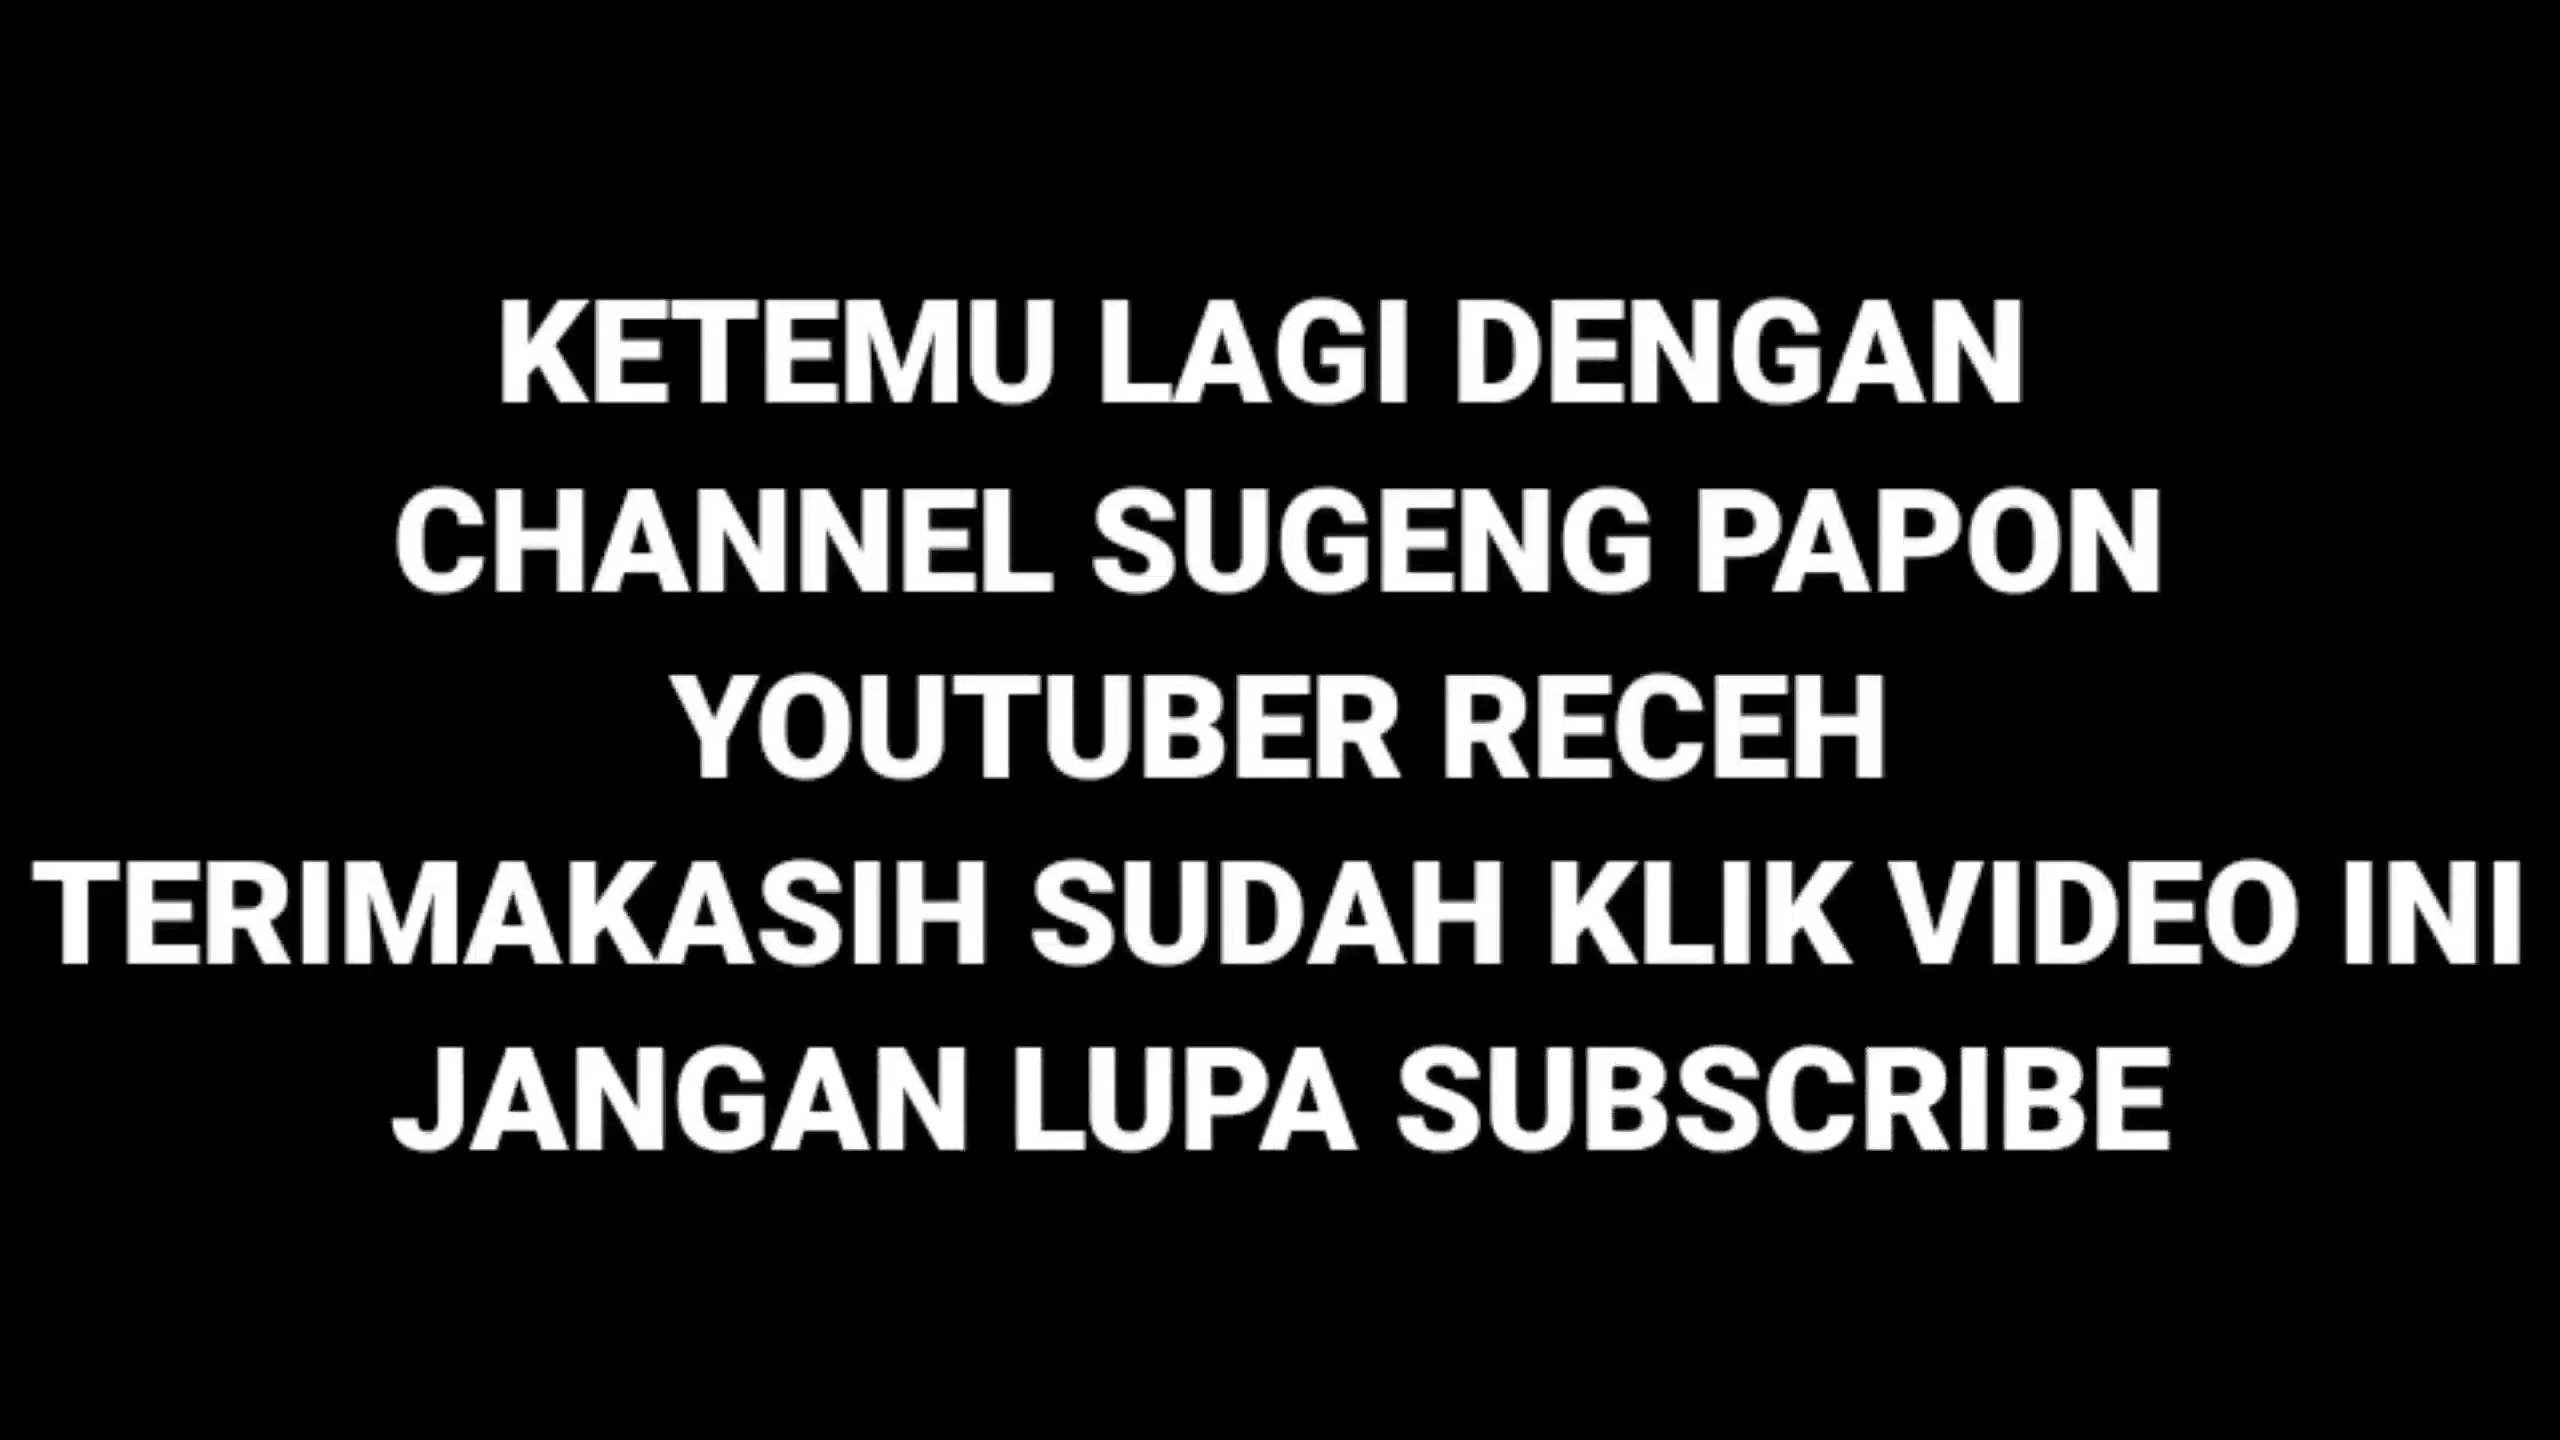 KETEMU LAGI DENGAN
CHANNEL SUGENG PAPON
YOUTUBER RECEH
TERIMAKASIH SUDAH KLIK VIDEO INI
JANGAN LUPA SUBSCRIBE